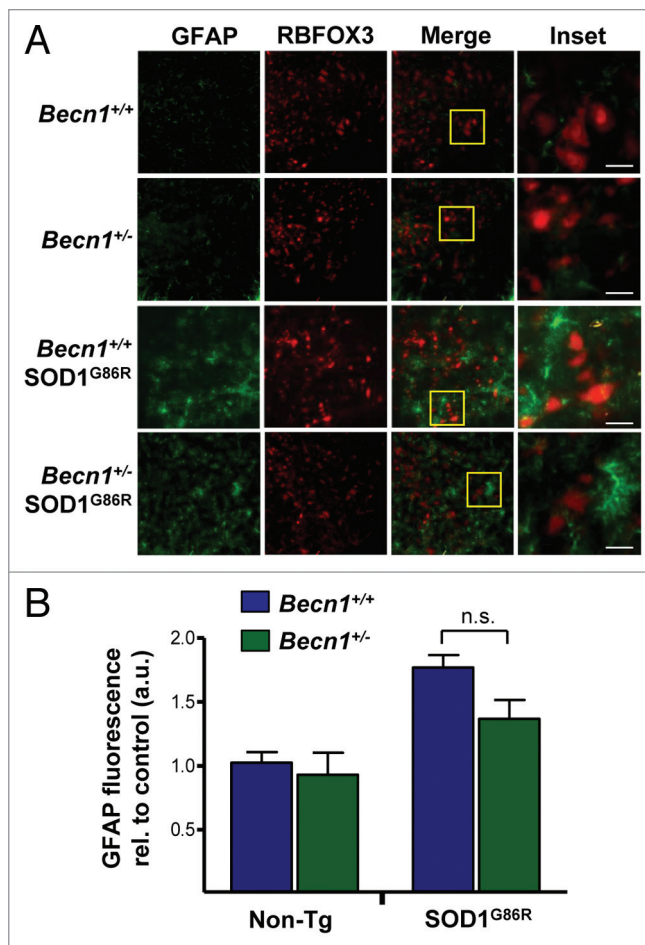 A
GFAP RBFOX3 Merge Inset
Becn1+/+
Becn1+/-
Becn1+/+
SOD1G86R
Becn1+/-
SOD1G86R
B
Becn1+/+
Becn1+/-
n.s.
GFAP fluorescence
rel. to control (a.u.)
2.0
1.5
1.0
0.5
Non-Tg SOD1G86R